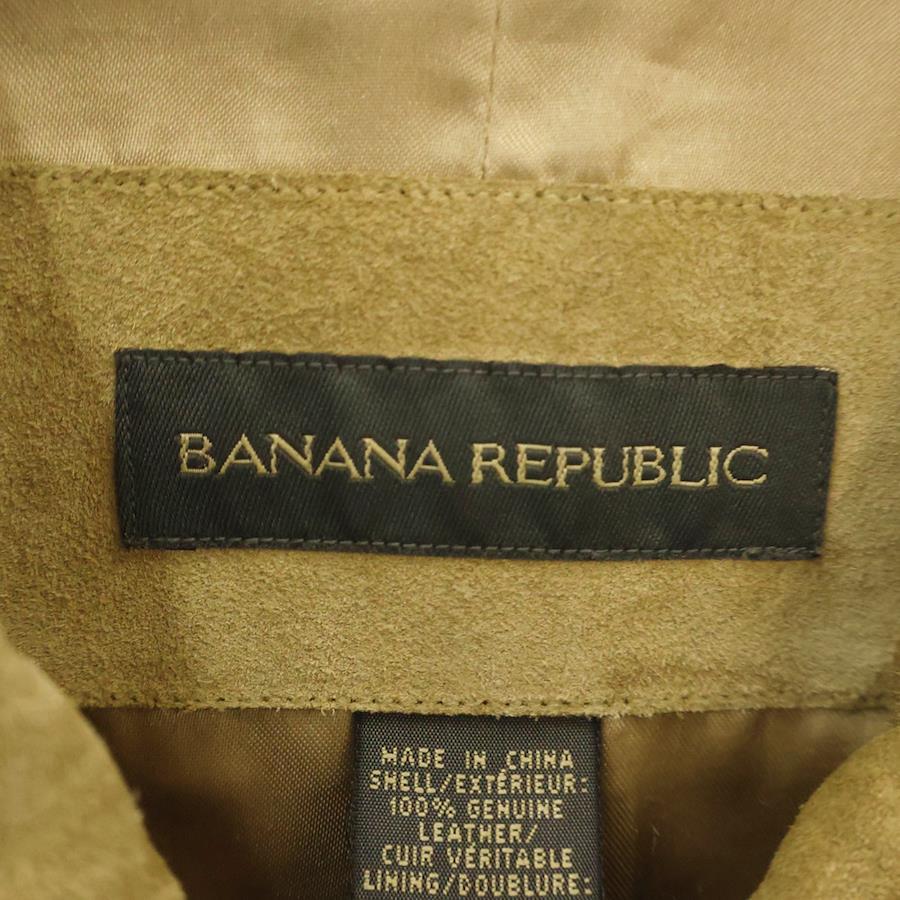 BANANA REPUBLIC
MADE IN CHINA
SHELL/EXTÉRIEUR:
100% GENUINE
LEATHER/
CUIR VÉRITABLE
LINING/DOUBLURE: